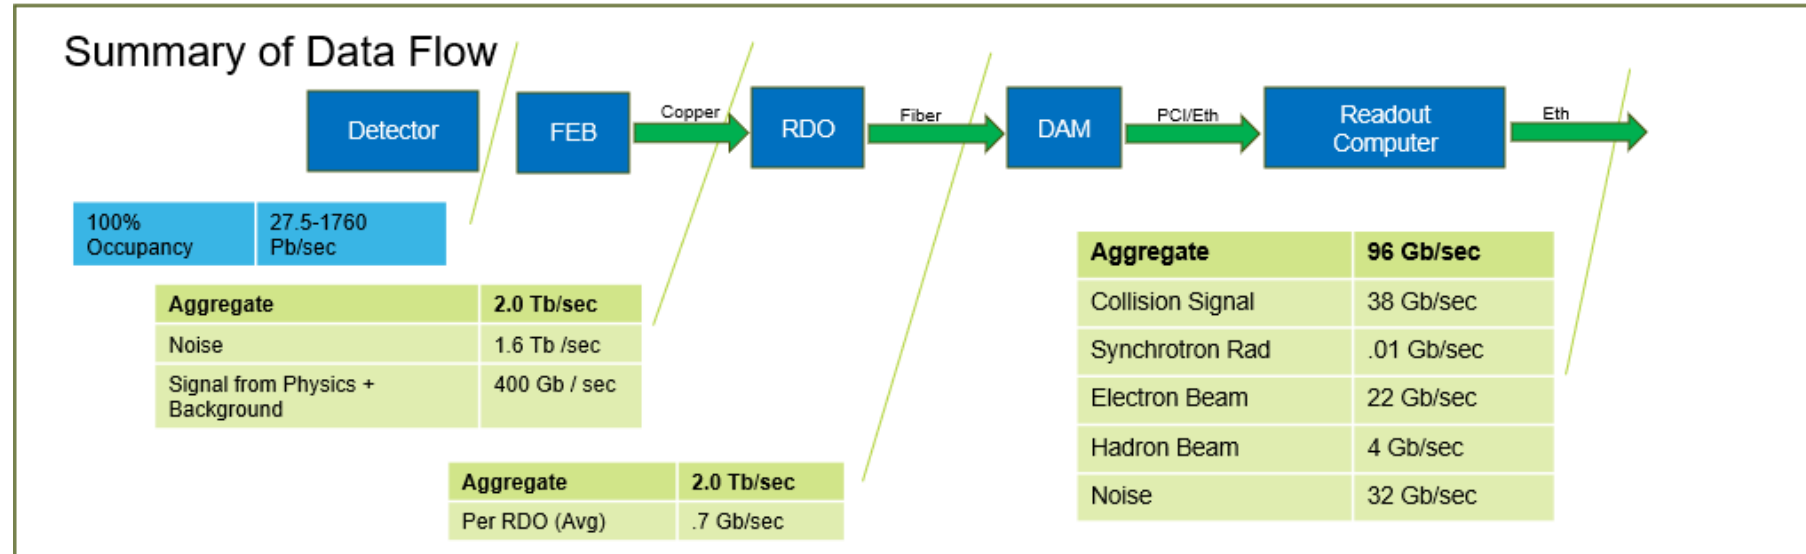 Summary of Data Flow
Detector
FEB
Copper
RDO
Fiber
DAM
PCI/Eth
Readout
Computer
Eth
100%
Occupancy
27.5-1760
Pb/sec
Aggregate 2.0 Tb/sec
Noise 1.6 Tb /sec
Signal from Physics +
Background
400 Gb / sec
Aggregate 2.0 Tb/sec
Per RDO (Avg) .7 Gb/sec
Aggregate 96 Gb/sec
Collision Signal 38 Gb/sec
Synchrotron Rad .01 Gb/sec
Electron Beam 22 Gb/sec
Hadron Beam 4 Gb/sec
Noise 32 Gb/sec